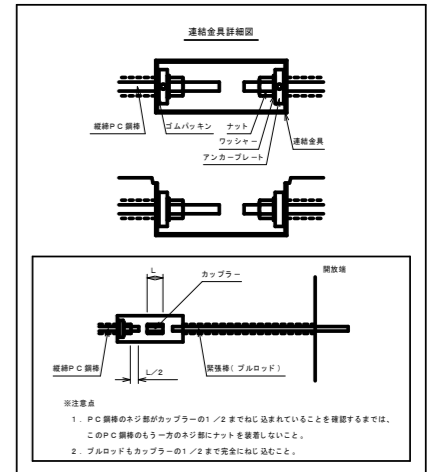 連結金具詳細図
縦締PC鋼棒
ゴムパッキン
ナット
ワッシャー
アンカープレート
連結金具
L
カップラー
開放端
縦締PC鋼棒
L/2
緊張棒(プルロッド)
※注意点
1.PC鋼棒のネジ部がカップラーの1/2までねじ込まれていることを確認するまでは、
このPC鋼棒のもう一方のネジ部にナットを装着しないこと。
2.プルロッドもカップラーの1/2まで完全にねじ込むこと。